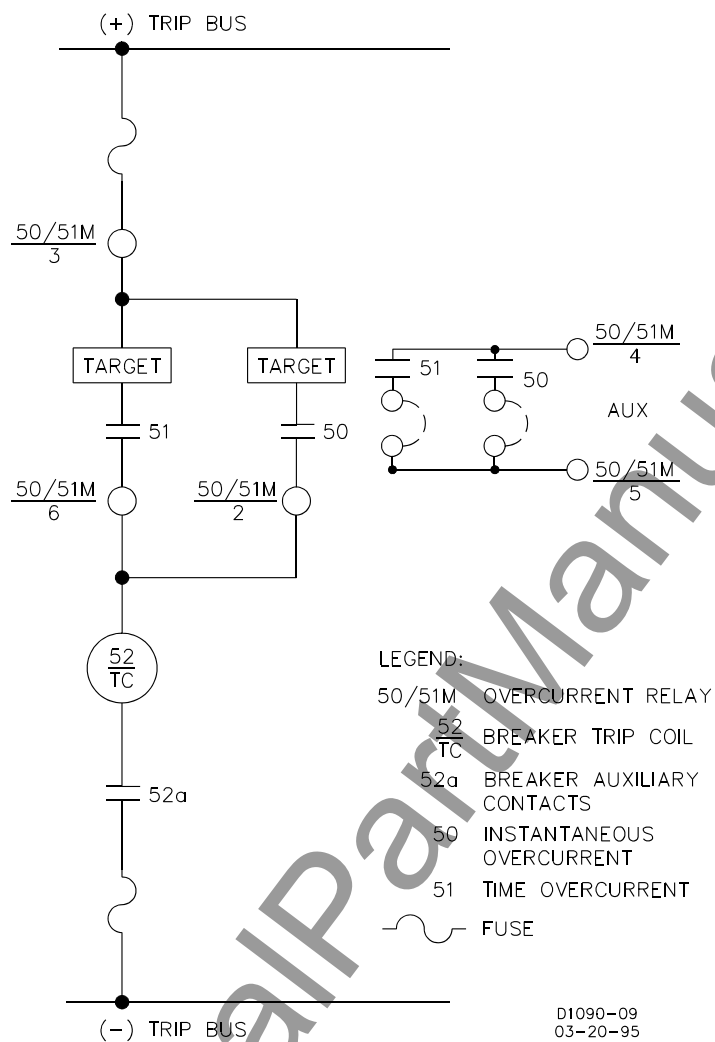 (+) TRIP BUS
50/51M
3
TARGET
TARGET
51
50
50/51M
6
50/51M
2
51
50
50/51M
4
AUX
50/51M
5
52
TC
52a
(-) TRIP BUS
LEGEND:
50/51M OVERCURRENT RELAY
52
TC BREAKER TRIP COIL
52a BREAKER AUXILIARY
CONTACTS
50 INSTANTANEOUS
OVERCURRENT
51 TIME OVERCURRENT
FUSE
D1090-09
03-20-95
alPartManu